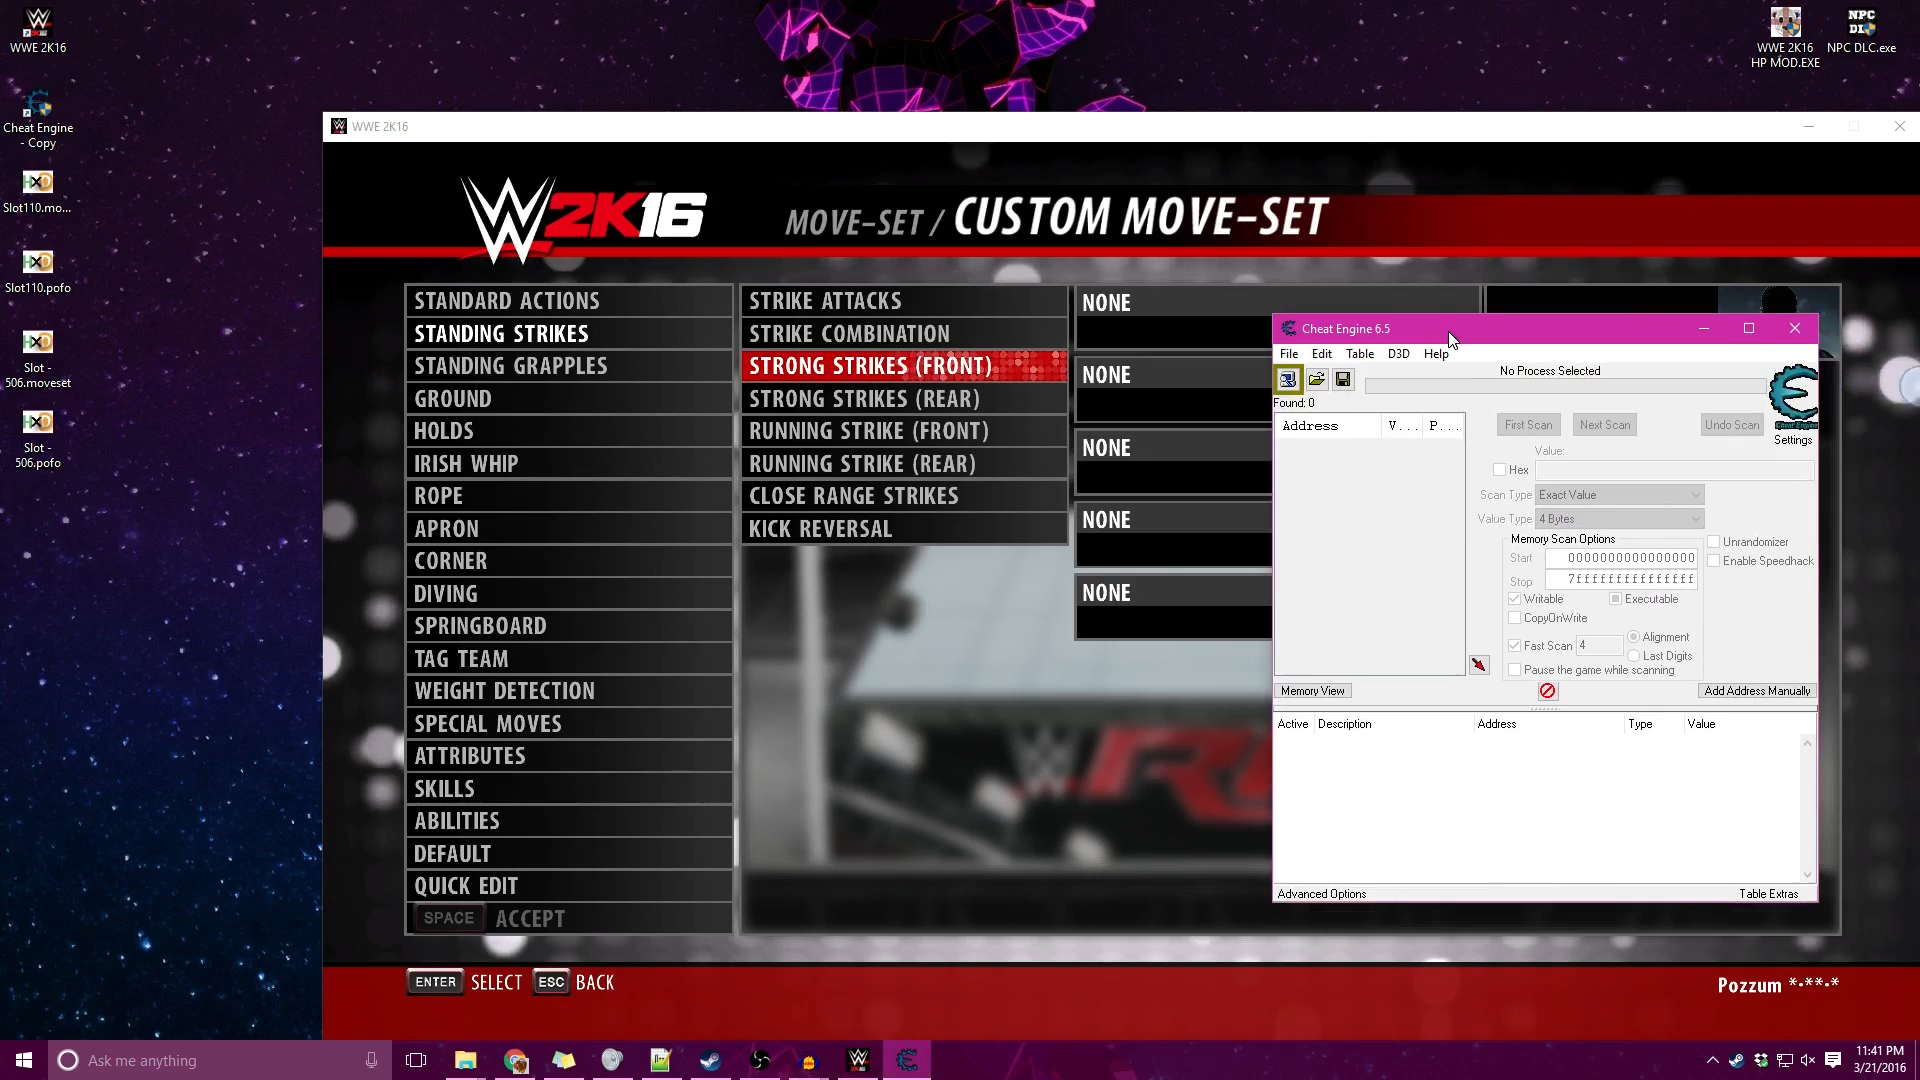 WWE 2K16
Cheat Engine
- Copy
Slot110.mo...
Slot110.pofo
Slot -
506.moveset
Slot -
506.pofo
WWE 2K16
HP MOD.EXE
NPC
DL
NPC DLC.exe
WWE 2K16
2K16
MOVE-SET / CUSTOM MOVE-SET
STANDARD ACTIONS
STANDING STRIKES
STANDING GRAPPLES
GROUND
HOLDS
IRISH WHIP
ROPE
APRON
CORNER
DIVING
SPRINGBOARD
TAG TEAM
WEIGHT DETECTION
SPECIAL MOVES
ATTRIBUTES
SKILLS
ABILITIES
DEFAULT
QUICK EDIT
SPACE ACCEPT
STRIKE ATTACKS
STRIKE COMBINATION
STRONG STRIKES (FRONT)
STRONG STRIKES (REAR)
RUNNING STRIKE (FRONT)
RUNNING STRIKE (REAR)
CLOSE RANGE STRIKES
KICK REVERSAL
NONE
NONE
NONE
NONE
NONE
Cheat Engine 6.5
File Edit Table D3D Help
No Process Selected
Found: 0
Address V... P...
First Scan Next Scan Undo Scan
Cheat Engine
Settings
Value:
Hex
Scan Type Exact Value
Value Type 4 Bytes
Memory Scan Options
Start 0000000000000000
Stop 7fffffffffffffff
Writable Executable
CopyOnWrite
Fast Scan 4 Alignment
Last Digits
Pause the game while scanning
Unrandomizer
Enable Speedhack
Memory View Add Address Manually
Active Description Address Type Value
Advanced Options Table Extras
ENTER SELECT ESC BACK
Pozzum *-**-*
Ask me anything
11:41 PM
3/21/2016